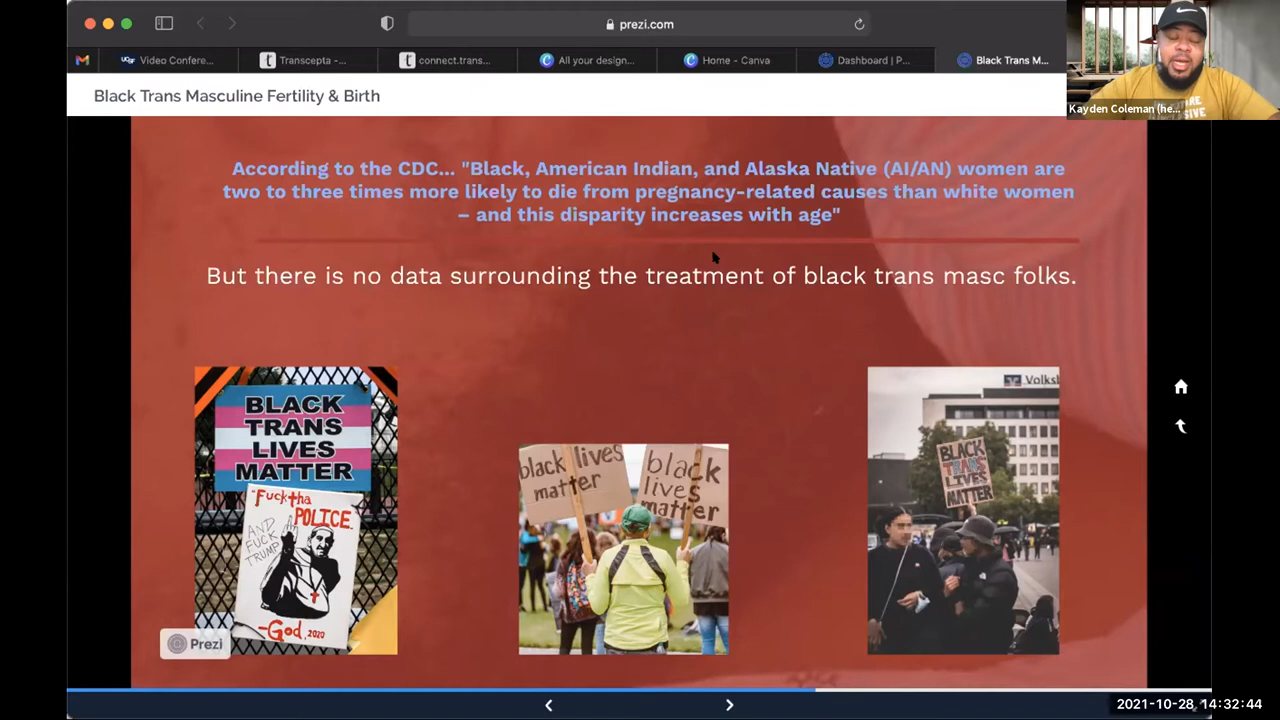 prezi.com
Video Confere...
Transcepta -...
connect.trans...
All your design...
Home - Canva
Dashboard | P...
Black Trans M...
Kayden Coleman (he...
Black Trans Masculine Fertility & Birth
According to the CDC... "Black, American Indian, and Alaska Native (AI/AN) women are
two to three times more likely to die from pregnancy-related causes than white women
– and this disparity increases with age"
But there is no data surrounding the treatment of black trans masc folks.
BLACK
TRANS
LIVES
MATTER
"Fuck tha
POLICE.
AND
FUCK
TRUMP
-God, 2020
black lives
matter
black
lives
matter
Volksb
BLACK
TRANS
LIVES
MATTER
Prezi
2021-10-28 14:32:44